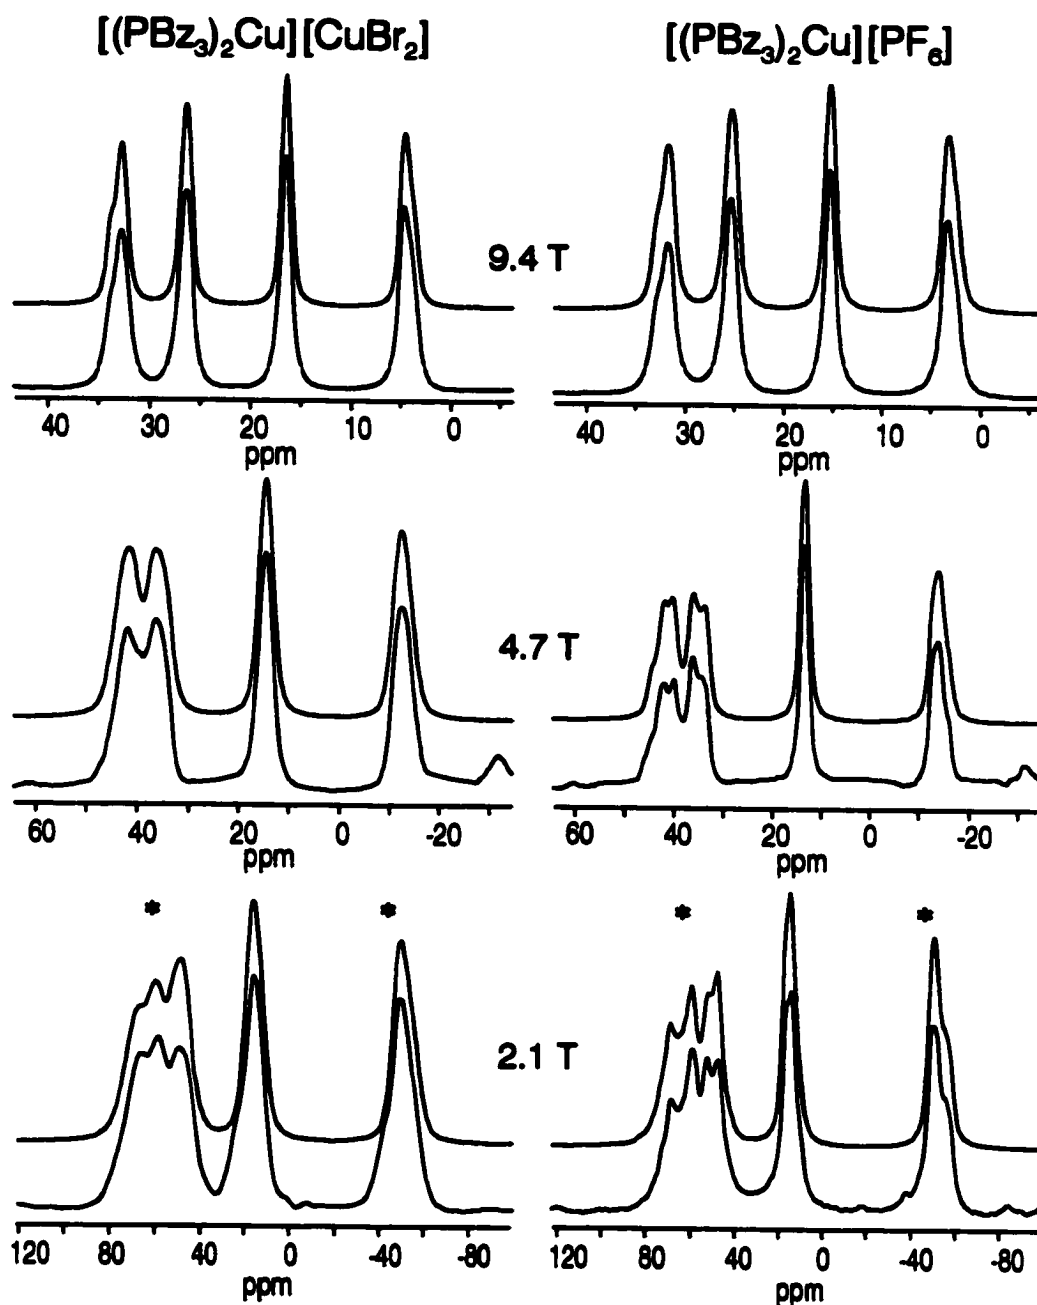 [(PBz₃)₂Cu][CuBr₂] [(PBz₃)₂Cu][PF₆]
9.4 T
40 30 20 10 0 40 30 20 10 0
ppm ppm
4.7 T
60 40 20 0 -20 60 40 20 0 -20
ppm ppm
* * * *
2.1 T
120 80 40 0 -40 -80 120 80 40 0 -40 -80
ppm ppm